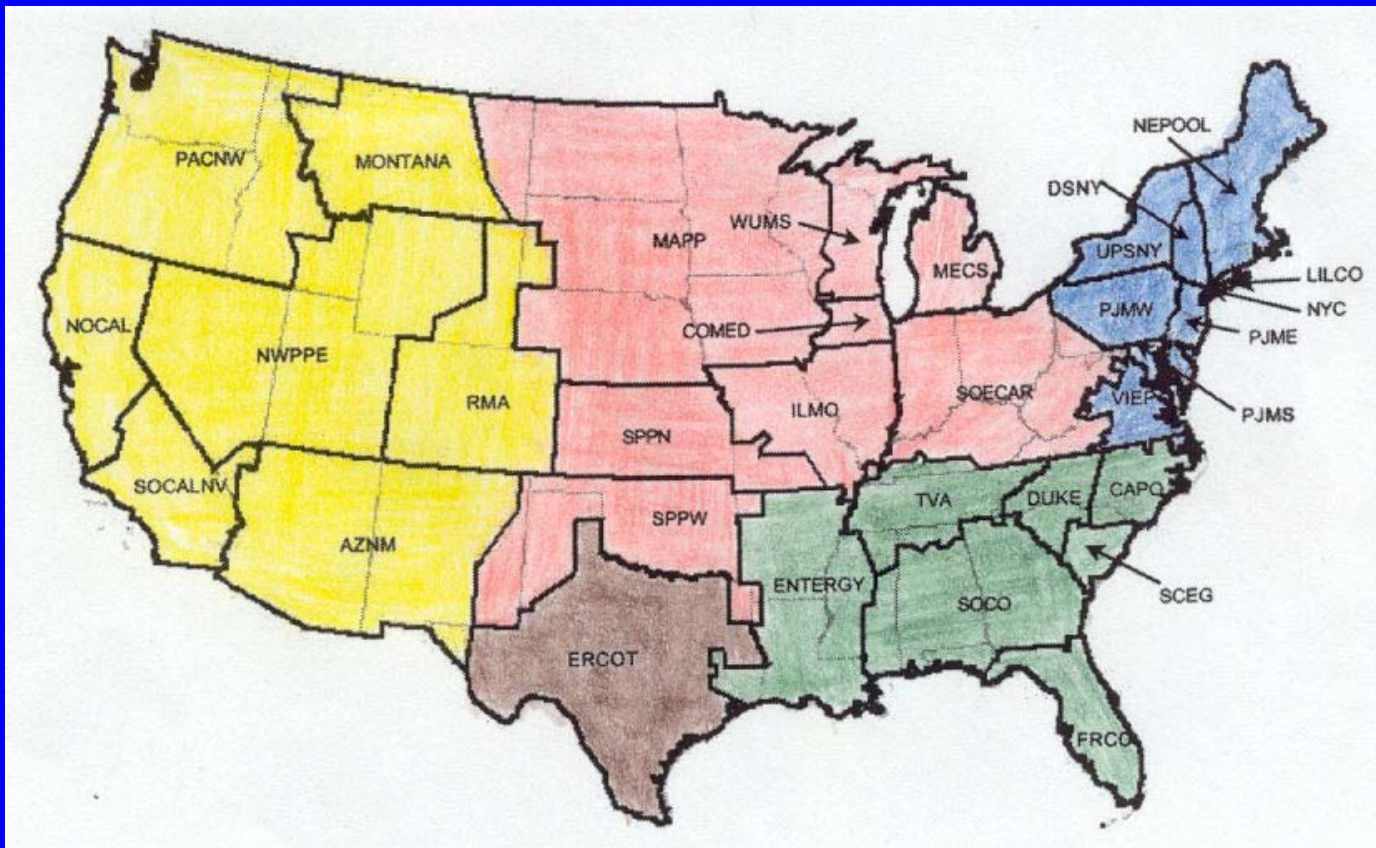 NEPOOL
PACNW
MONTANA
DSNY
WUMS
MAPP
MECS
UPSNY
LILCO
NYC
PJMW
NOCAL
COMED
PJME
NWPPE
RMA
ILMO
SOECAR
VIEP
PJMS
SPPN
SOCALNV
TVA
DUKE
CAPO
SPPW
AZNM
ENTERGY
SOCO
SCEG
ERCOT
FRCC